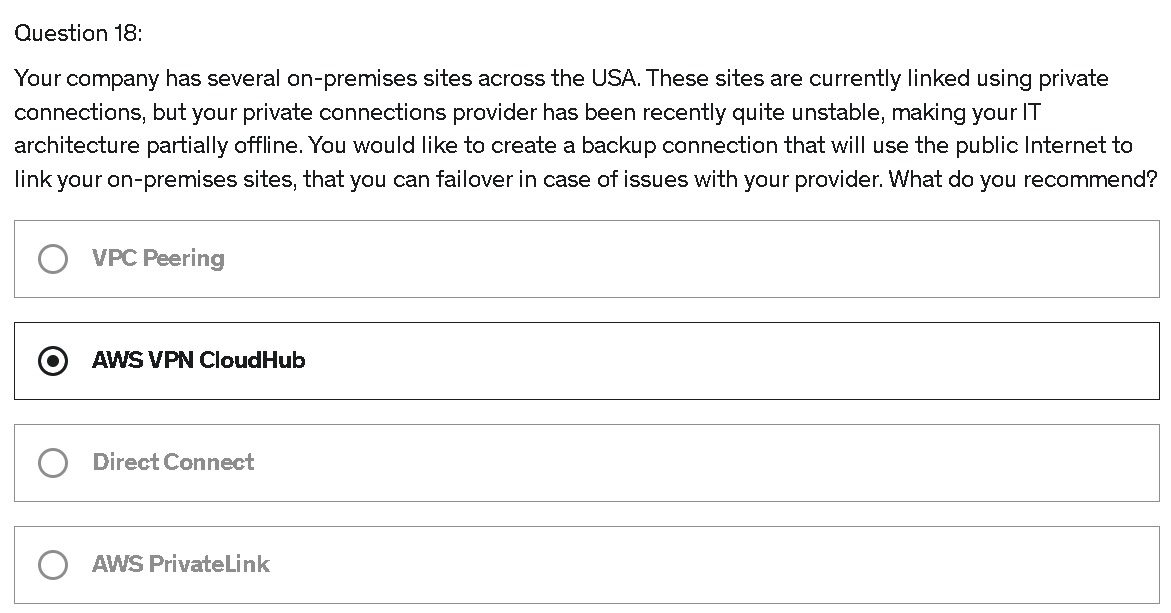 Question 18:
Your company has several on-premises sites across the USA. These sites are currently linked using private
connections, but your private connections provider has been recently quite unstable, making your IT
architecture partially offline. You would like to create a backup connection that will use the public Internet to
link your on-premises sites, that you can failover in case of issues with your provider. What do you recommend?
VPC Peering
AWS VPN CloudHub
Direct Connect
AWS PrivateLink